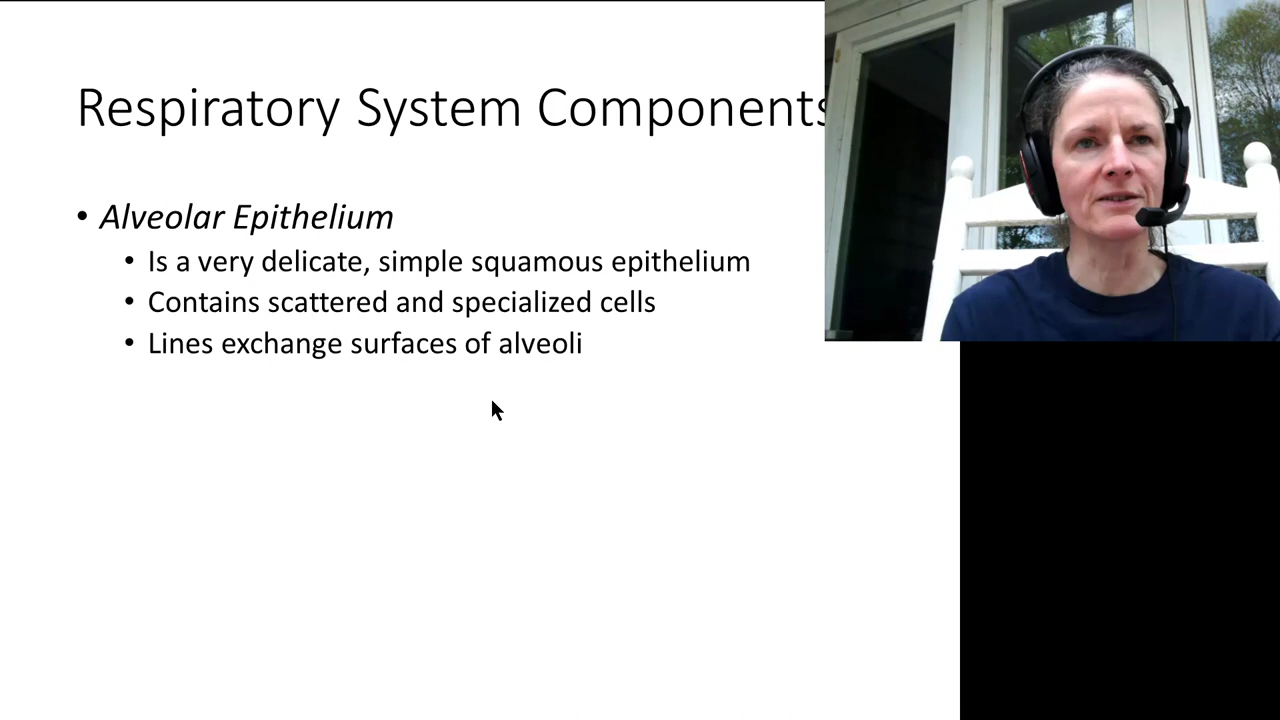 Respiratory System Components
• Alveolar Epithelium
• Is a very delicate, simple squamous epithelium
• Contains scattered and specialized cells
• Lines exchange surfaces of alveoli